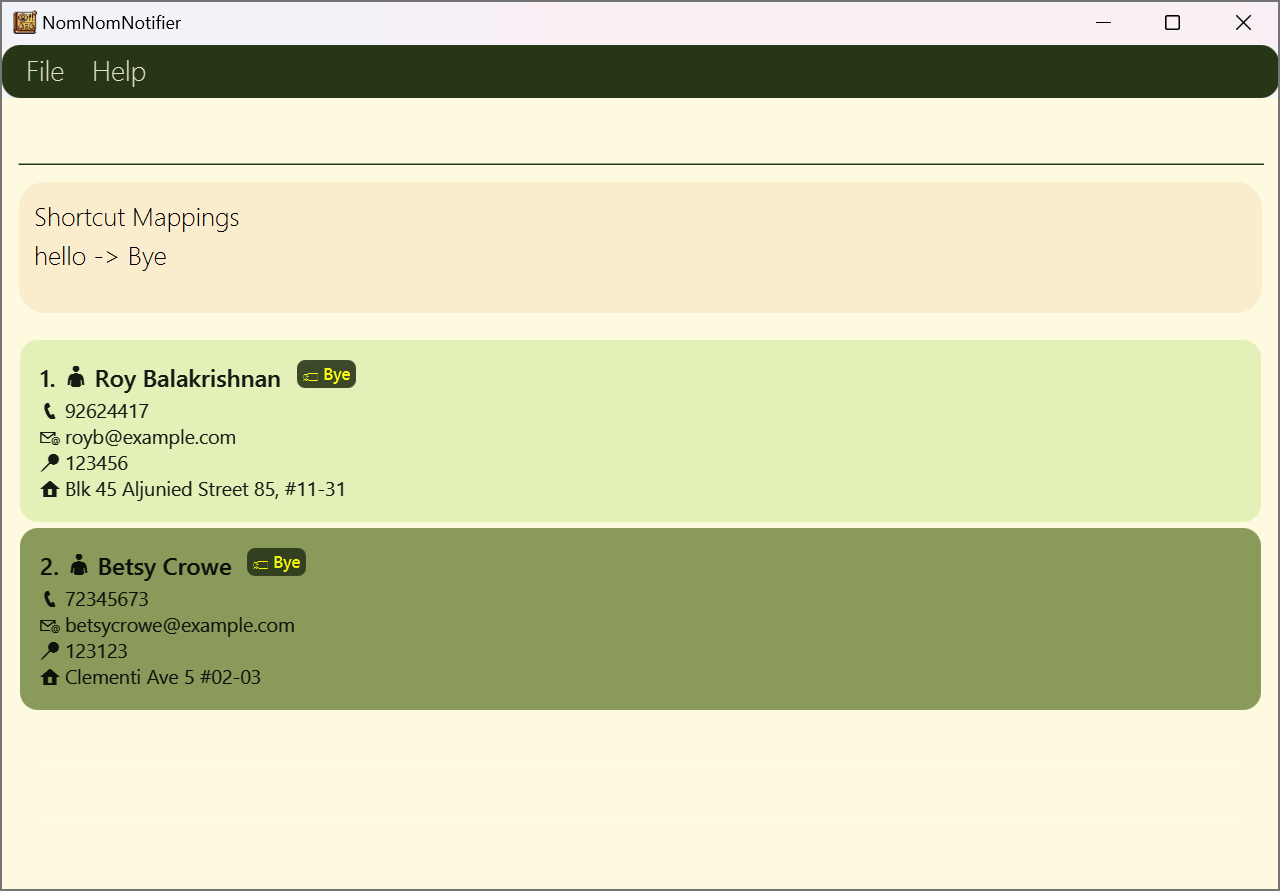 NomNomNotifier
File Help
Shortcut Mappings
hello -> Bye
1. Roy Balakrishnan Bye
92624417
royb@example.com
123456
Blk 45 Aljunied Street 85, #11-31
2. Betsy Crowe Bye
72345673
betsycrowe@example.com
123123
Clementi Ave 5 #02-03